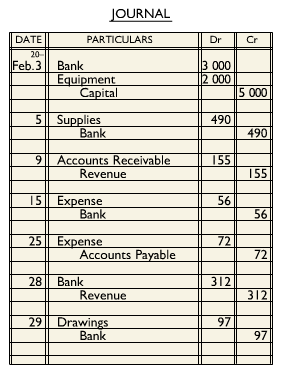 JOURNAL
DATE PARTICULARS Dr Cr
20--
Feb.3 Bank 3 000
Equipment 2 000
Capital 5 000
5 Supplies 490
Bank 490
9 Accounts Receivable 155
Revenue 155
15 Expense 56
Bank 56
25 Expense 72
Accounts Payable 72
28 Bank 312
Revenue 312
29 Drawings 97
Bank 97